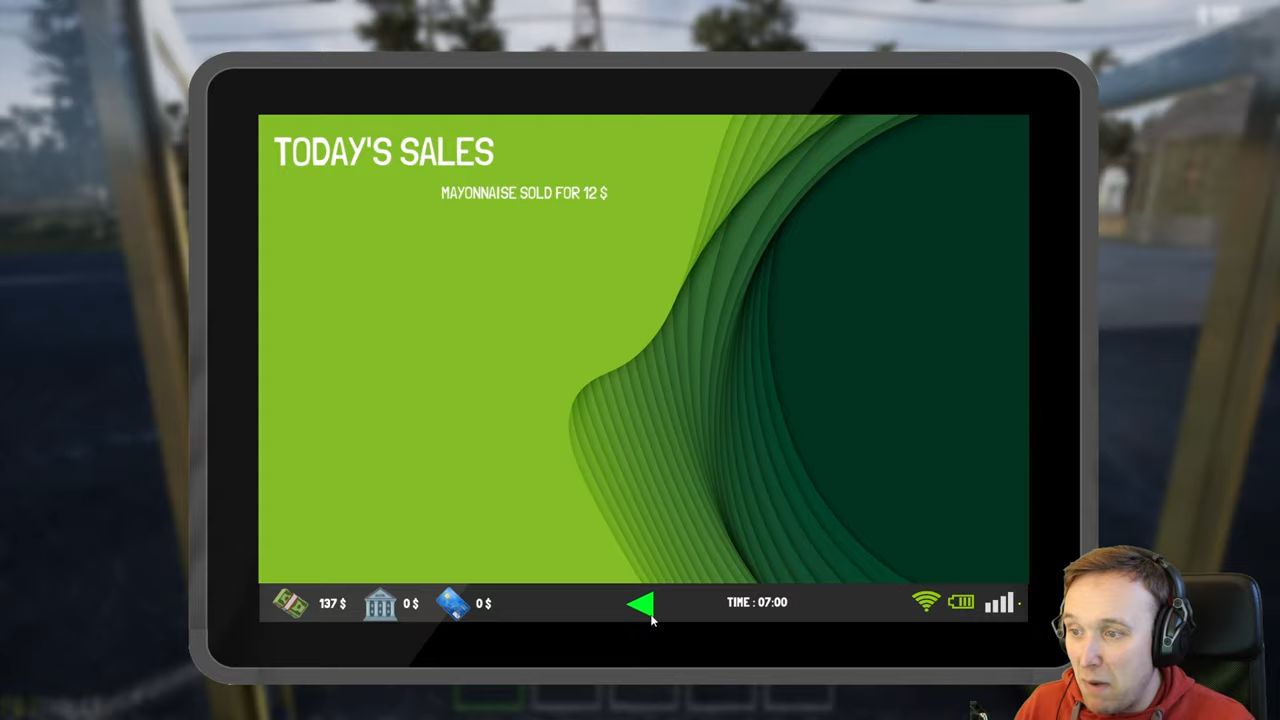 TODAY'S SALES
MAYONNAISE SOLD FOR 12 $
137 $ 0 $ 0 $ TIME : 07:00